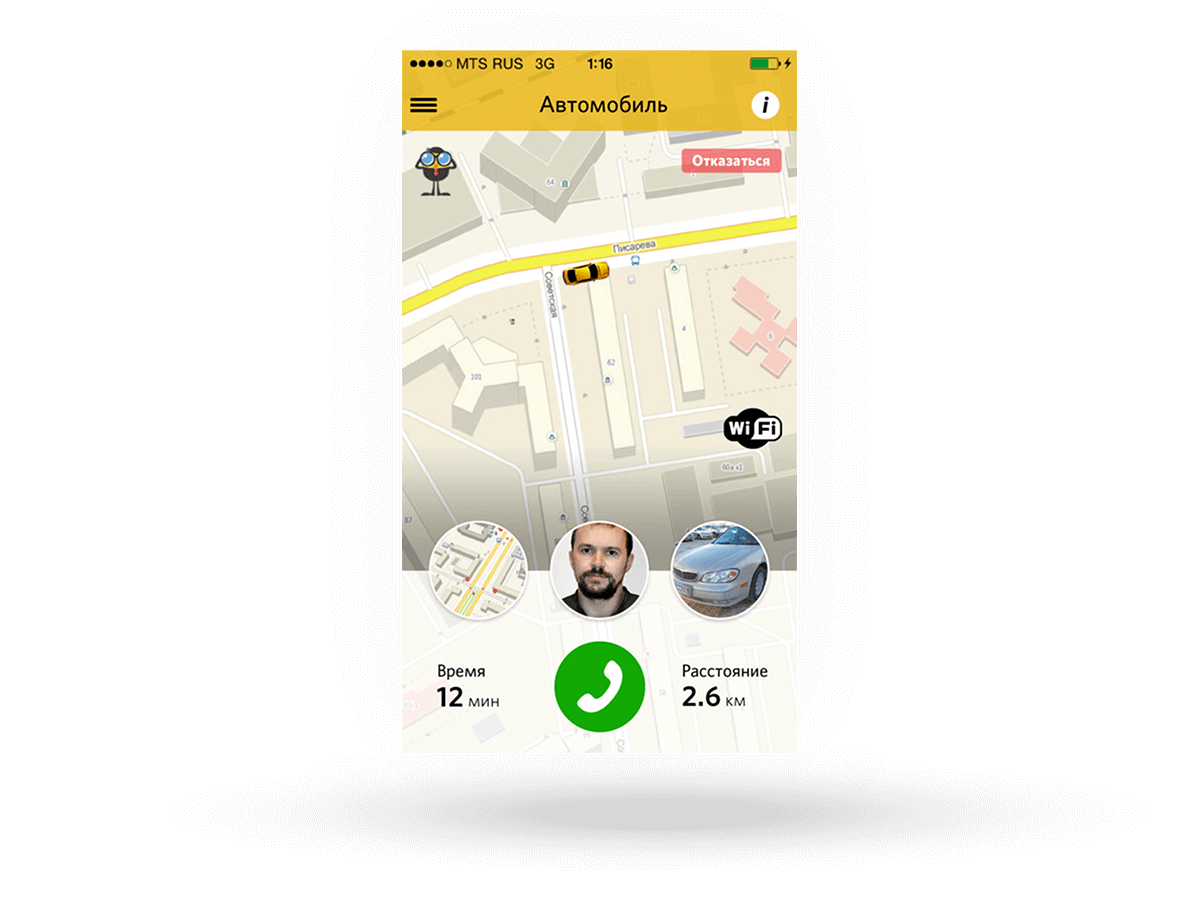 MTS RUS 3G 1:16
Автомобиль
i
Отказаться
64
Писарева
Советская
4
6
62
101
Wi Fi
60а к1
87
Со
Время
Расстояние
12 мин
2.6 км